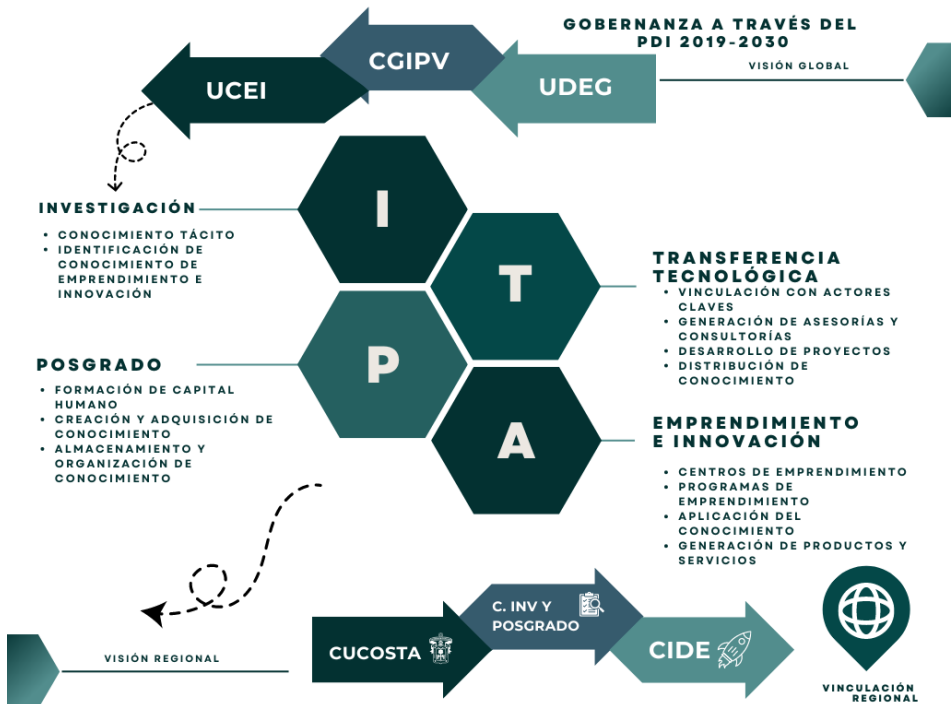 GOBERNANZA A TRAVÉS DEL
PDI 2019-2030
VISIÓN GLOBAL
UCEI
CGIPV
UDEG
I
T
P
A
INVESTIGACIÓN
• CONOCIMIENTO TÁCITO
• IDENTIFICACIÓN DE
CONOCIMIENTO DE
EMPRENDIMIENTO E
INNOVACIÓN
TRANSFERENCIA
TECNOLÓGICA
• VINCULACIÓN CON ACTORES
CLAVES
• GENERACIÓN DE ASESORÍAS Y
CONSULTORÍAS
• DESARROLLO DE PROYECTOS
• DISTRIBUCIÓN DE
CONOCIMIENTO
POSGRADO
• FORMACIÓN DE CAPITAL
HUMANO
• CREACIÓN Y ADQUISICIÓN DE
CONOCIMIENTO
• ALMACENAMIENTO Y
ORGANIZACIÓN DE
CONOCIMIENTO
EMPRENDIMIENTO
E INNOVACIÓN
• CENTROS DE EMPRENDIMIENTO
• PROGRAMAS DE
EMPRENDIMIENTO
• APLICACIÓN DEL
CONOCIMIENTO
• GENERACIÓN DE PRODUCTOS Y
SERVICIOS
VISIÓN REGIONAL
CUCOSTA
C. INV Y
POSGRADO
CIDE
VINCULACIÓN
REGIONAL